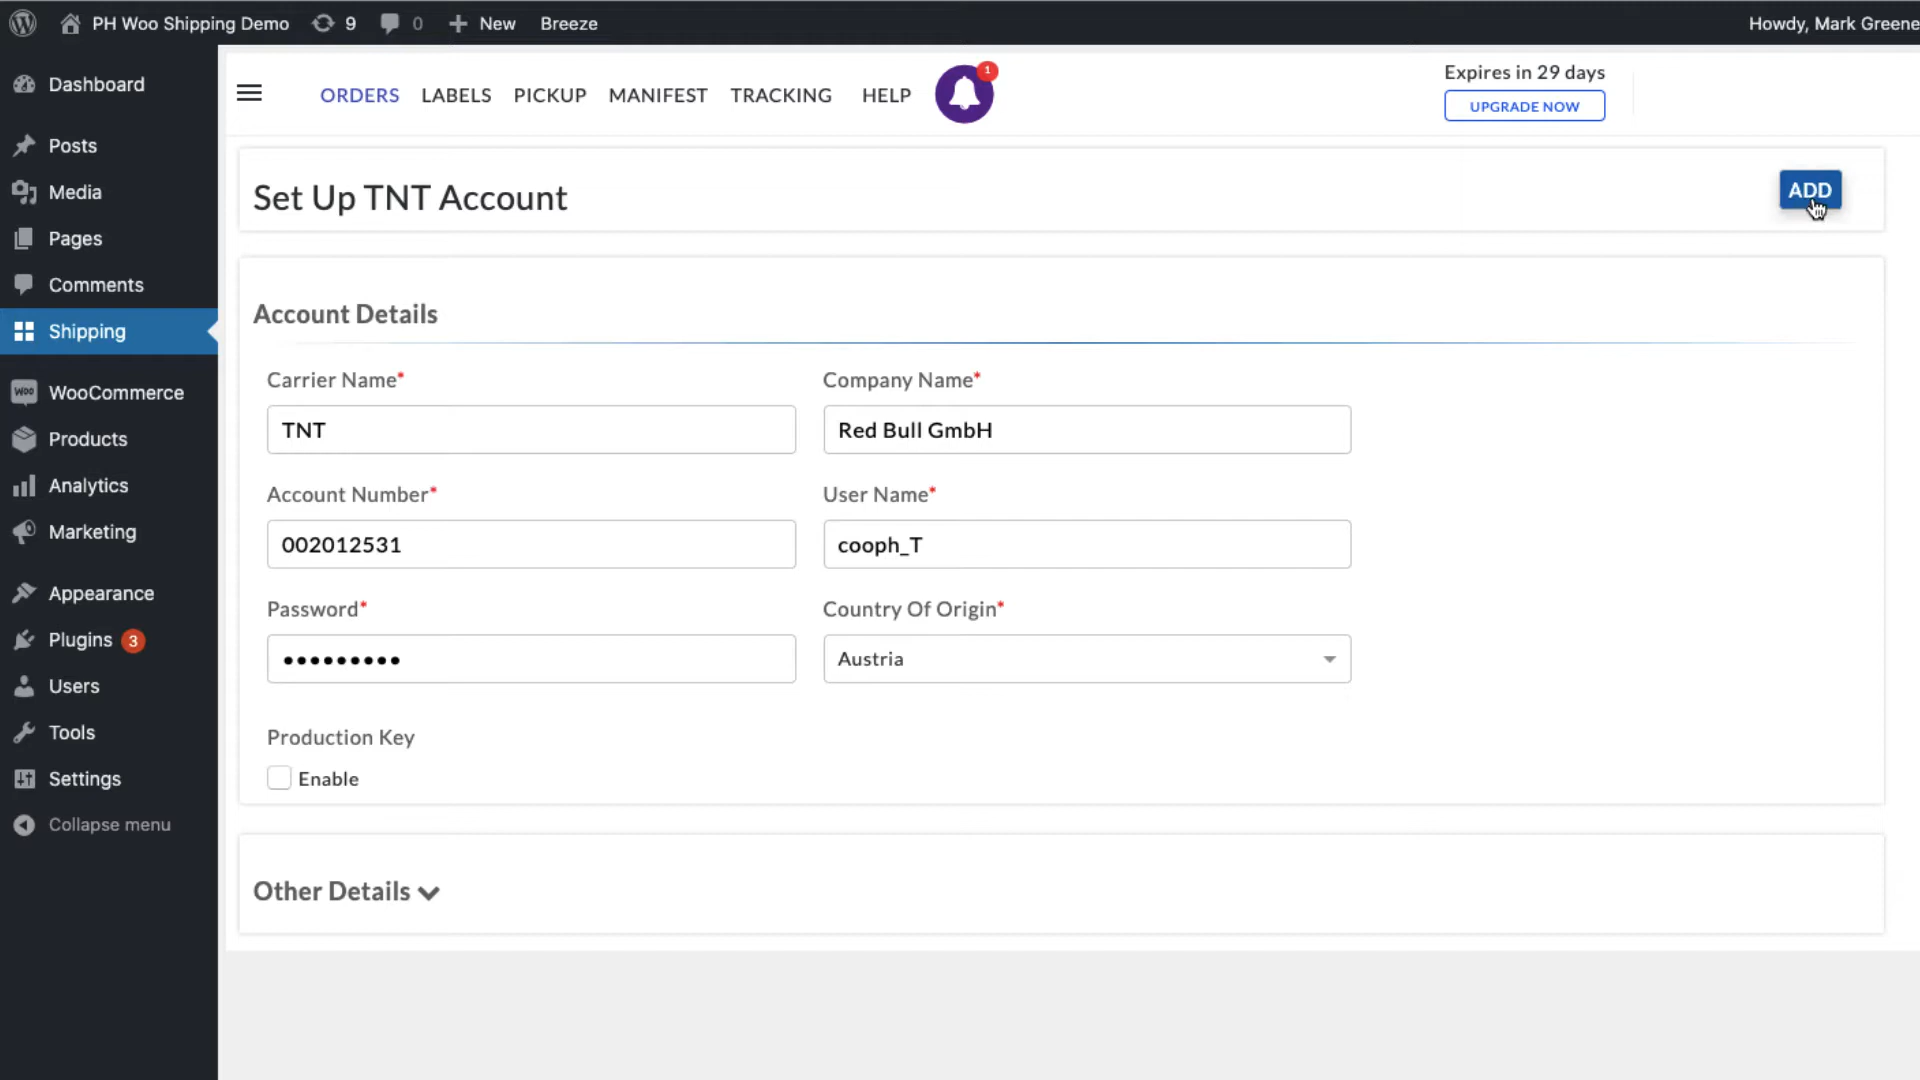 PH Woo Shipping Demo 9 0 New Breeze Howdy, Mark Greene
Dashboard
Posts
Media
Pages
Comments
Shipping
WooCommerce
Products
Analytics
Marketing
Appearance
Plugins 3
Users
Tools
Settings
Collapse menu
ORDERS LABELS PICKUP MANIFEST TRACKING HELP 1
Expires in 29 days
UPGRADE NOW
Set Up TNT Account
ADD
Account Details
Carrier Name* Company Name*
TNT Red Bull GmbH
Account Number* User Name*
002012531 cooph_T
Password* Country Of Origin*
••••••••• Austria
Production Key
Enable
Other Details